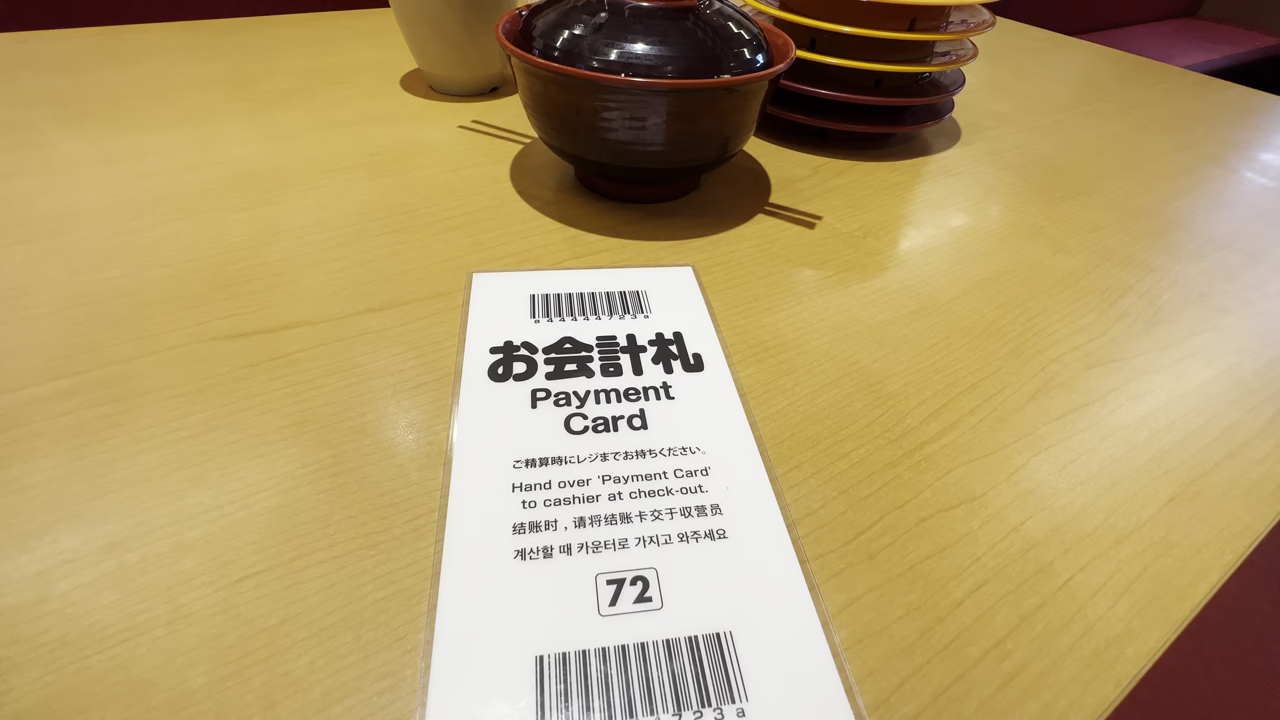 a444444723a
お会計札
Payment
Card
ご精算時にレジまでお持ちください。
Hand over 'Payment Card'
to cashier at check-out.
结账时，请将结账卡交于収营员
계산할 때 카운터로 가지고 와주세요
72
723a